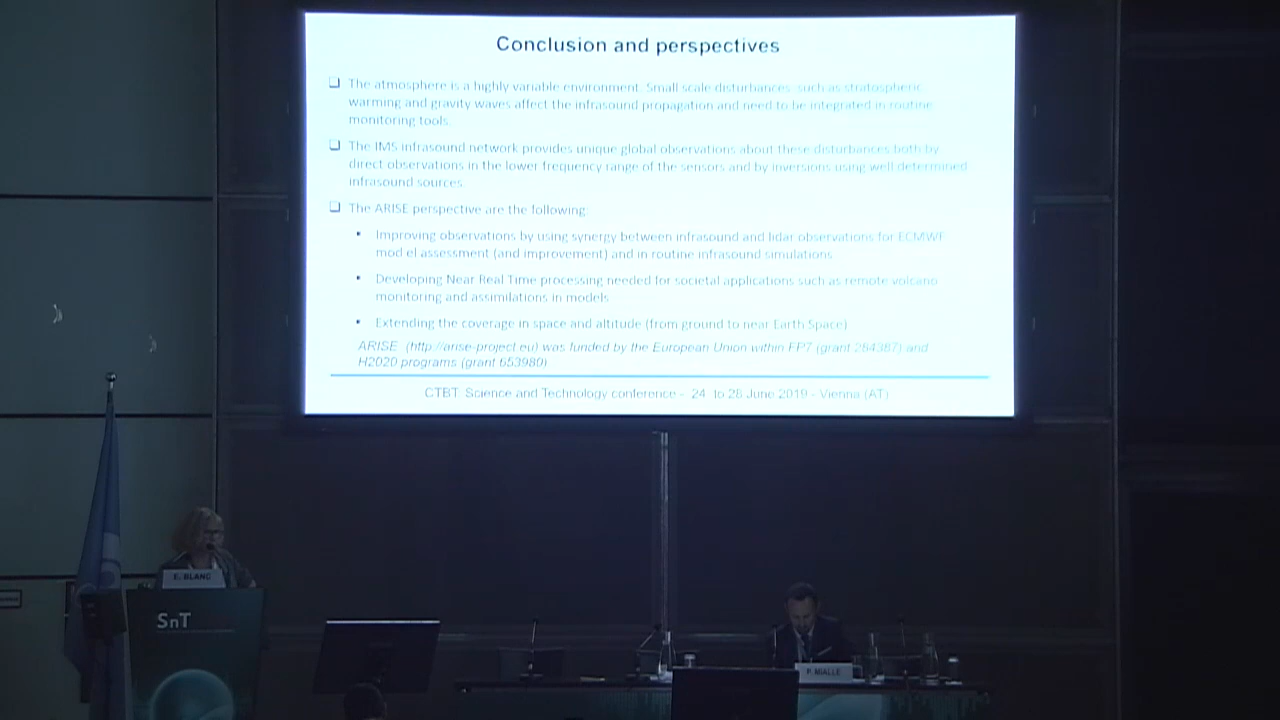 Conclusion and perspectives
The atmosphere is a highly variable environment. Small scale disturbances such as stratospheric
warming and gravity waves affect the infrasound propagation and need to be integrated in routine
monitoring tools.
The IMS infrasound network provides unique global observations about these disturbances both by
direct observations in the lower frequency range of the sensors and by inversions using well determined
infrasound sources.
The ARISE perspective are the following:
Improving observations by using synergy between infrasound and lidar observations for ECMWF
mod el assessment (and improvement) and in routine infrasound simulations
Developing Near Real Time processing needed for societal applications such as remote volcano
monitoring and assimilations in models
Extending the coverage in space and altitude (from ground to near Earth Space)
ARISE (http://arise-project.eu) was funded by the European Union within FP7 (grant 284387) and
H2020 programs (grant 653980)
CTBT Science and Technology conference - 24 to 28 June 2019 - Vienna (AT)
E. BLANC
SnT
P. MIALLE